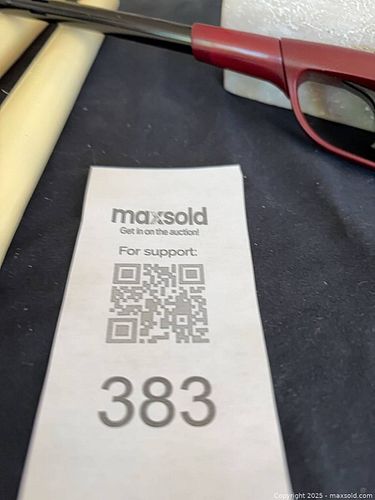 maxsold
Get in on the auction!
For support:
383
Copyright 2025 - maxsold.com